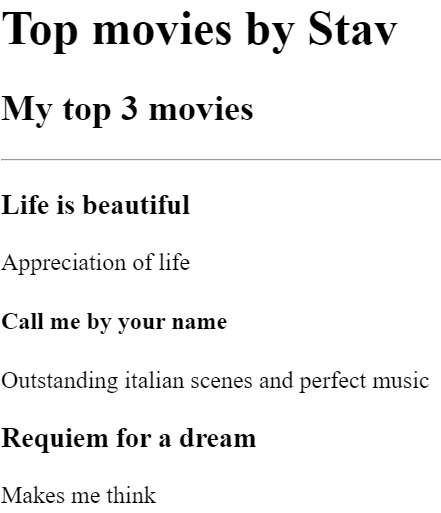 Top movies by Stav
My top 3 movies
Life is beautiful
Appreciation of life
Call me by your name
Outstanding italian scenes and perfect music
Requiem for a dream
Makes me think